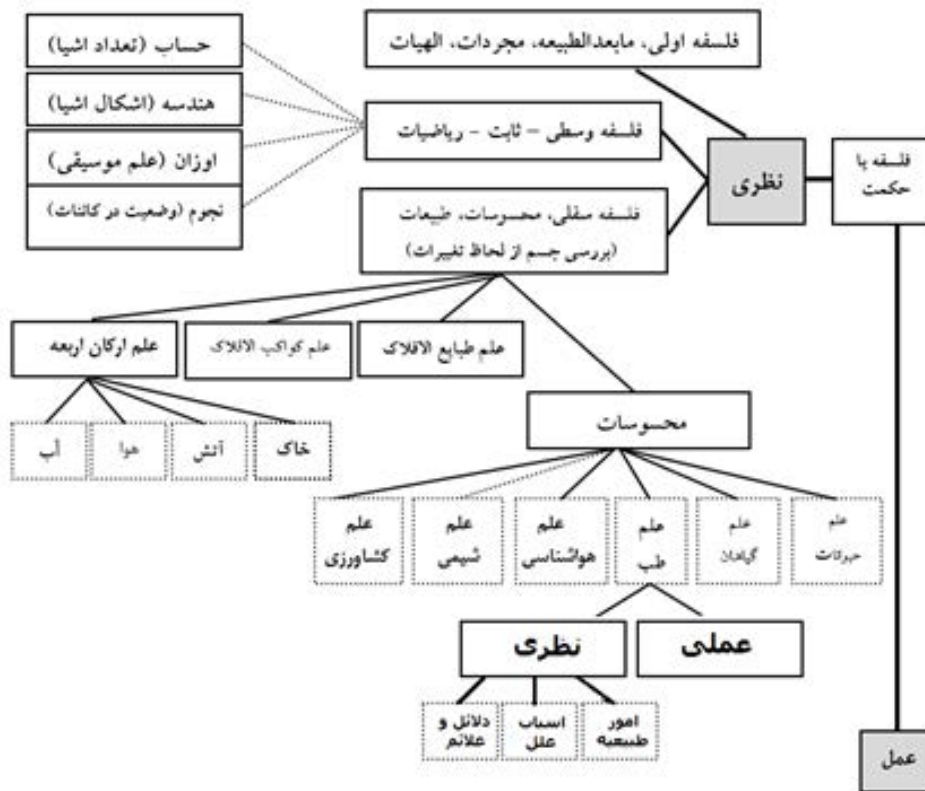 فلسفه یا
حکمت
نظری
عمل
فلسفه اولی، مابعدالطبیعه، مجردات، الهیات
فلسفه وسطی – ثابت - ریاضیات
فلسفه سفلی، محسوسات، طبیعات
(بررسی جسم از لحاظ تغییرات)
حساب (تعداد اشیا)
هندسه (اشکال اشیا)
اوزان (علم موسیقی)
نجوم (وضعیت در کائنات)
محسوسات
علم طبایع الافلاک
علم کواکب الافلاک
علم ارکان اربعه
خاک
آتش
هوا
آب
علم
حیوانات
علم
گیاهان
علم
طب
علم
هواشناسی
علم
شیمی
علم
کشاورزی
عملی
نظری
امور
طبیعیه
اسباب
علل
دلائل و
علائم